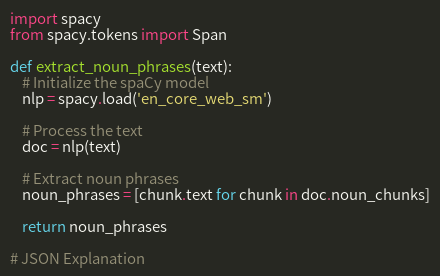 import spacy
from spacy.tokens import Span

def extract_noun_phrases(text):
    # Initialize the spaCy model
    nlp = spacy.load('en_core_web_sm')

    # Process the text
    doc = nlp(text)

    # Extract noun phrases
    noun_phrases = [chunk.text for chunk in doc.noun_chunks]

    return noun_phrases

# JSON Explanation